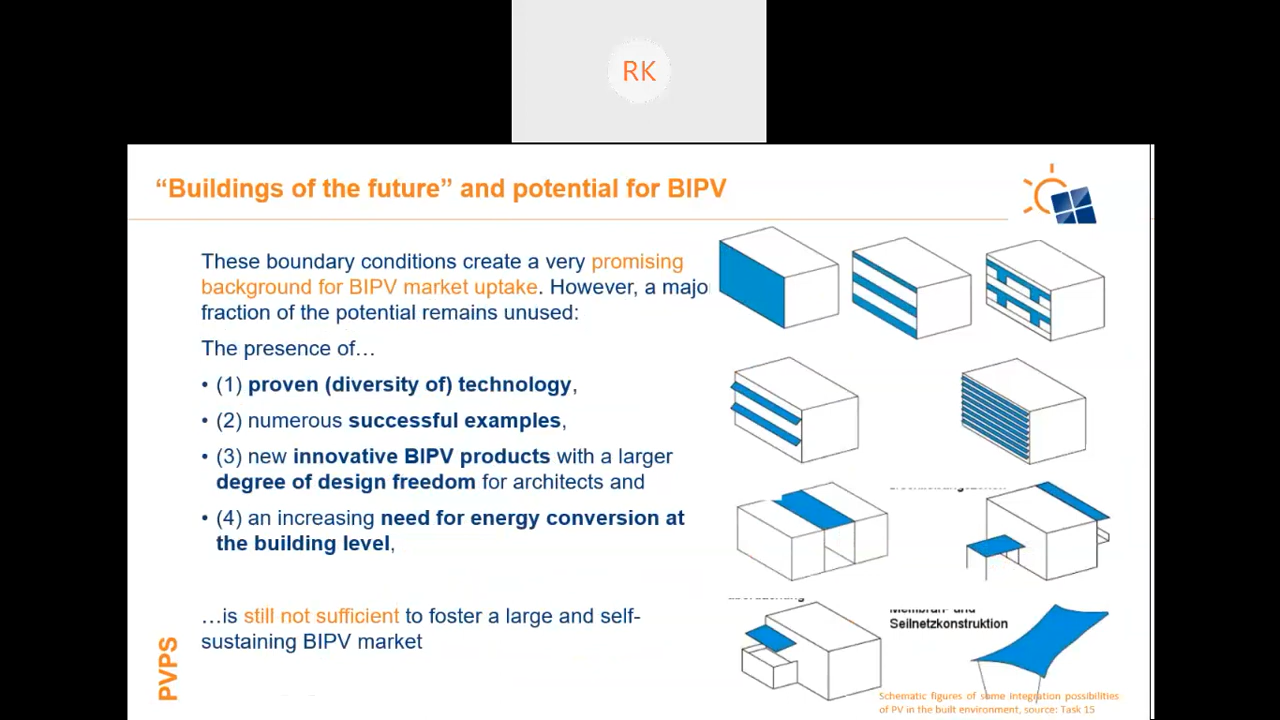 RK
“Buildings of the future” and potential for BIPV
These boundary conditions create a very promising
background for BIPV market uptake. However, a majo
fraction of the potential remains unused:
The presence of…
• (1) proven (diversity of) technology,
• (2) numerous successful examples,
• (3) new innovative BIPV products with a larger
degree of design freedom for architects and
• (4) an increasing need for energy conversion at
the building level,
…is still not sufficient to foster a large and self-
sustaining BIPV market
PVPS
Membran- und
Seilnetzkonstruktion
Schematic figures of some integration possibilities
of PV in the built environment, source: Task 15